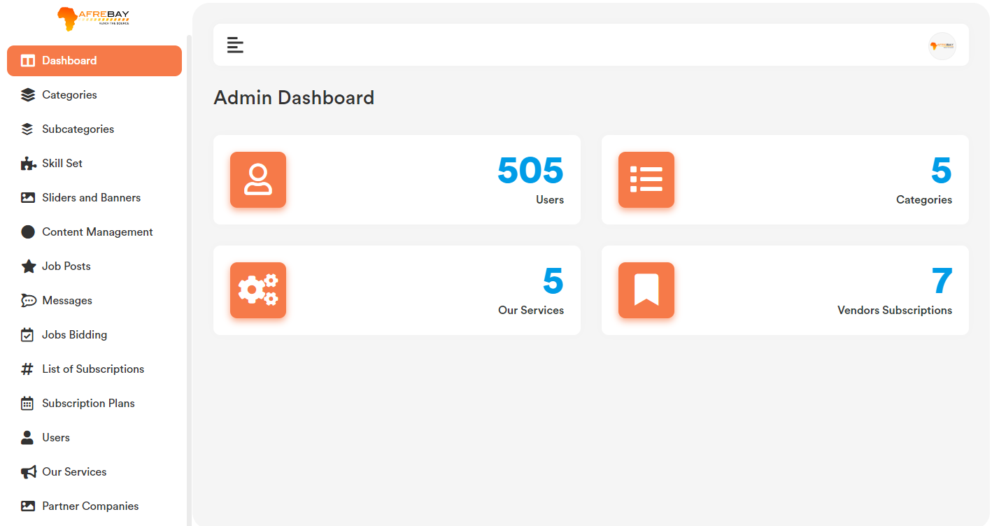 AFREBAY
REACH THE SOURCE
Dashboard
Categories
Subcategories
Skill Set
Sliders and Banners
Content Management
Job Posts
Messages
Jobs Bidding
List of Subscriptions
Subscription Plans
Users
Our Services
Partner Companies
AFREBAY
Admin Dashboard
505
Users
5
Categories
5
Our Services
7
Vendors Subscriptions